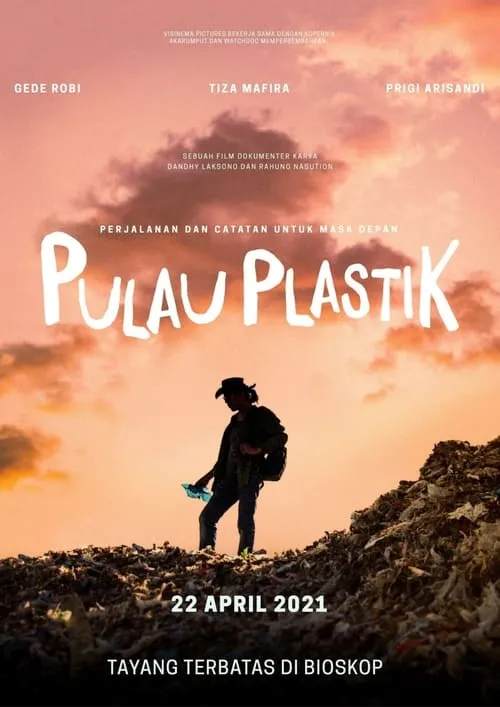 VISINEMA PICTURES BEKERJA SAMA DENGAN KOPERNIK
AKARUMPUT DAN WATCHDOC MEMPERSEMBAHKAN
GEDE ROBI TIZA MAFIRA PRIGI ARISANDI
SEBUAH FILM DOKUMENTER KARYA
DANDHY LAKSONO DAN RAHUNG NASUTION
PERJALANAN DAN CATATAN UNTUK MASA DEPAN
PULAU PLASTIK
22 APRIL 2021
TAYANG TERBATAS DI BIOSKOP